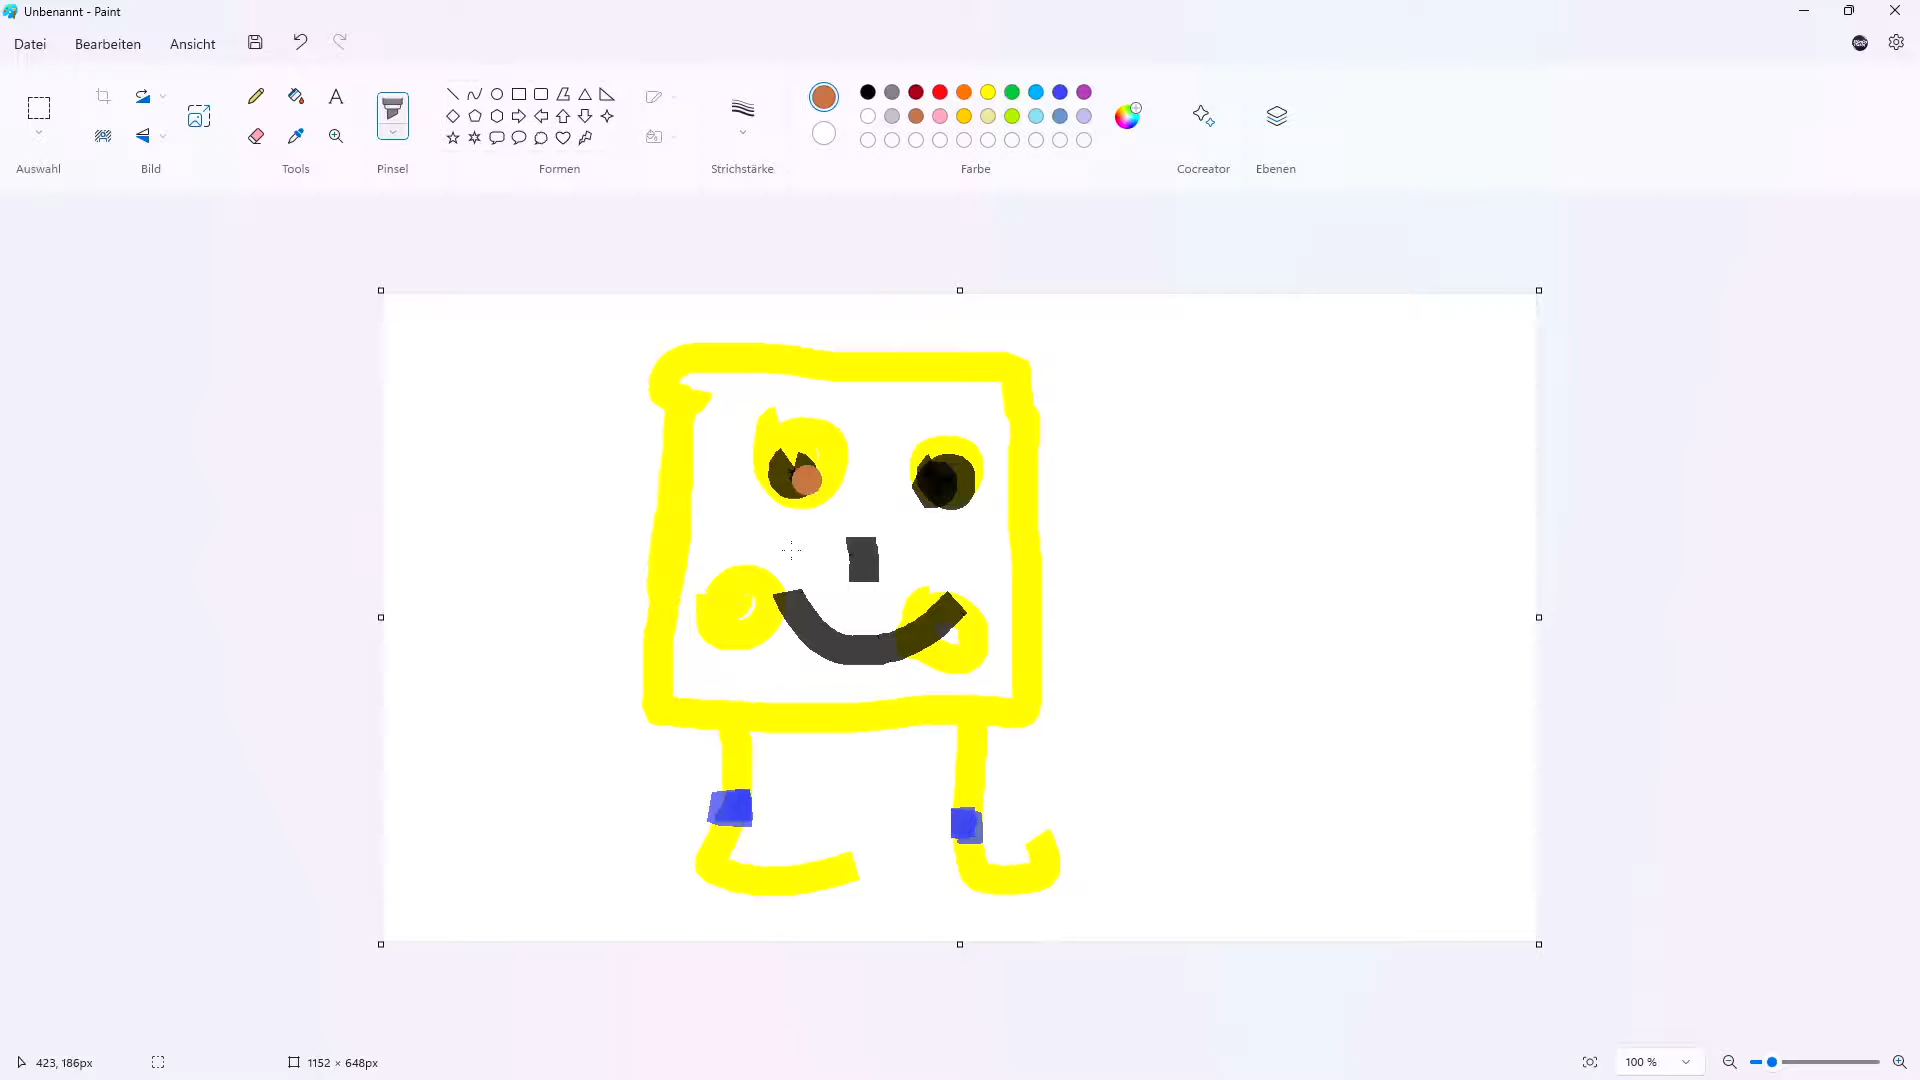 Unbenannt - Paint
Datei Bearbeiten Ansicht
A
Auswahl Bild Tools Pinsel Formen Strichstärke Farbe Cocreator Ebenen
423, 186px 1152 × 648px 100 %